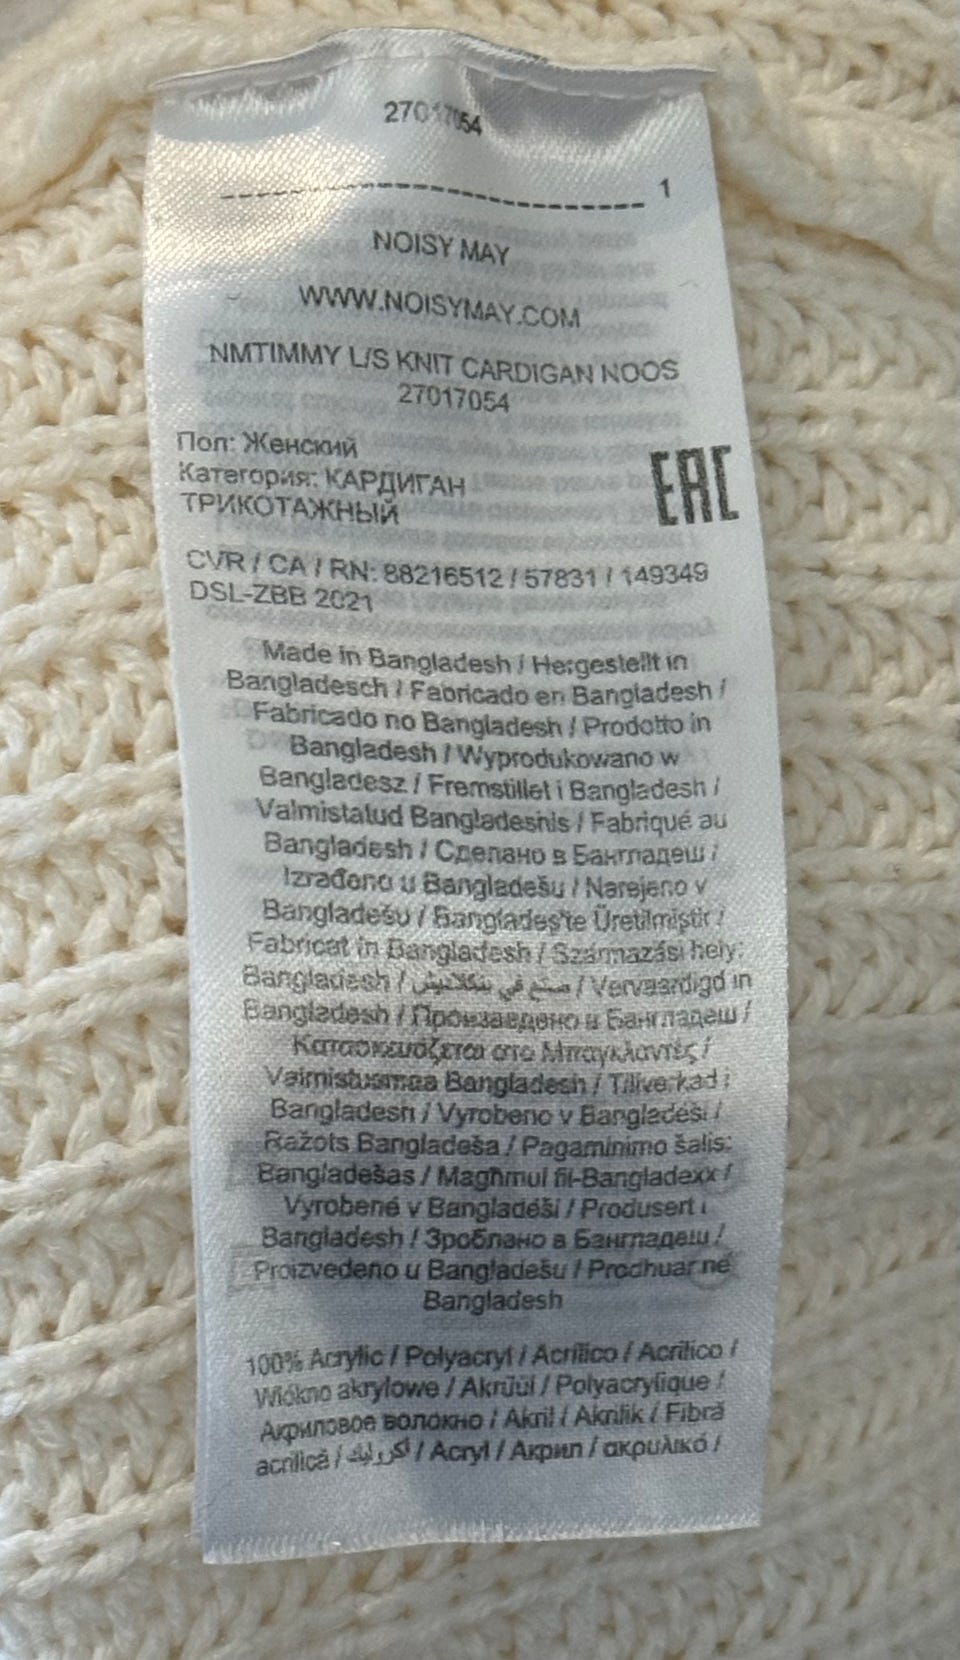 27017054
1
NOISY MAY
WWW.NOISYMAY.COM
NMTIMMY L/S KNIT CARDIGAN NOOS
27017054
Пол: Женский
Категория: КАРДИГАН
ТРИКОТАЖНЫЙ
EAC
CVR / CA / RN: 88216512 / 57831 / 149349
DSL-ZBB 2021
Made in Bangladesh / Hergestellt in
Bangladesch / Fabricado en Bangladesh /
Fabricado no Bangladesh / Prodotto in
Bangladesh / Wyprodukowano w
Bangladesz / Fremstillet i Bangladesh /
Valmistatud Bangladeshis / Fabriqué au
Bangladesh / Сделано в Бангладеш /
Izrađeno u Bangladešu / Narejeno v
Bangladešu / Bangladeş'te Üretilmiştir /
Fabricat in Bangladesh / Származási hely:
Bangladesh / صنع في بنگلاديش / Vervaardigd in
Bangladesh / Произведено в Бангладеш /
Κατασκευάζεται στο Μπαγκλαντές /
Valmistusmaa Bangladesh / Tillverkad i
Bangladesh / Vyrobeno v Bangladéši /
Ražots Bangladeša / Pagaminimo šalis:
Bangladešas / Magħmul fil-Bangladexx /
Vyrobené v Bangladéši / Produsert i
Bangladesh / Зроблано в Бангладеш /
Proizvedeno u Bangladešu / Prodhuar në
Bangladesh
100% Acrylic / Polyacryl / Acrílico / Acrilico /
Włókno akrylowe / Akrüül / Polyacrylique /
Акриловое волокно / Akril / Akrilik / Fibră
acrilică / أكريليك / Acryl / Акрил / ακρυλικό /